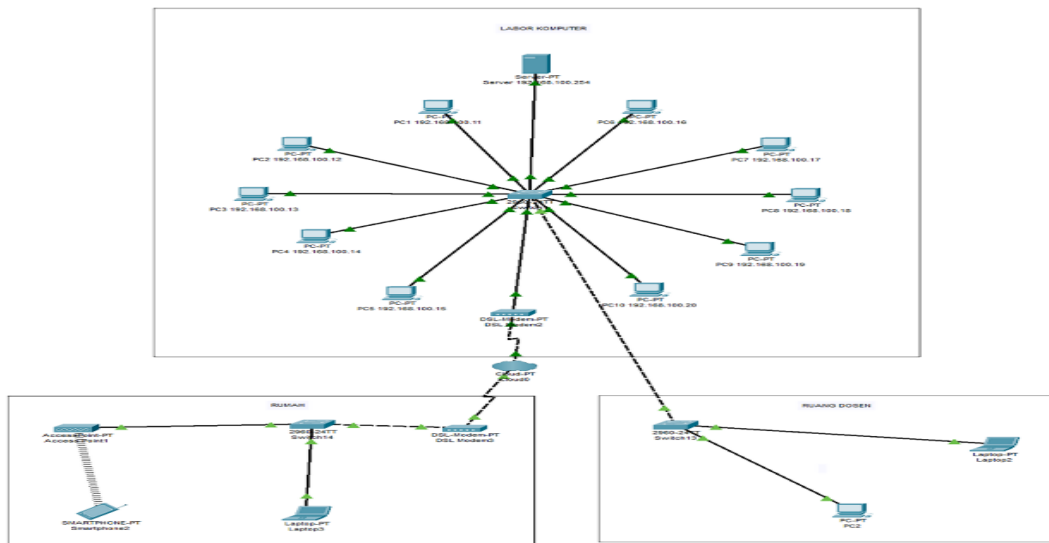 LABOR KOMPUTER
Server-PT
Server 192.168.100.254
PC-PT
PC1 192.168.100.11
PC-PT
PC6 192.168.100.16
PC-PT
PC2 192.168.100.12
PC-PT
PC7 192.168.100.17
PC-PT
PC3 192.168.100.13
2960-24TT
PC-PT
PC8 192.168.100.18
PC-PT
PC4 192.168.100.14
PC-PT
PC9 192.168.100.19
PC-PT
PC5 192.168.100.15
PC-PT
PC10 192.168.100.20
DSL-Modem-PT
DSL Modem2
Cloud-PT
Cloud0
RUMAH
RUANG DOSEN
AccessPoint-PT
Access Point1
2960-24TT
Switch14
DSL-Modem-PT
DSL Modem3
2960-24TT
Switch13
Laptop-PT
Laptop2
SMARTPHONE-PT
Smartphone2
Laptop-PT
Laptop3
PC-PT
PC2